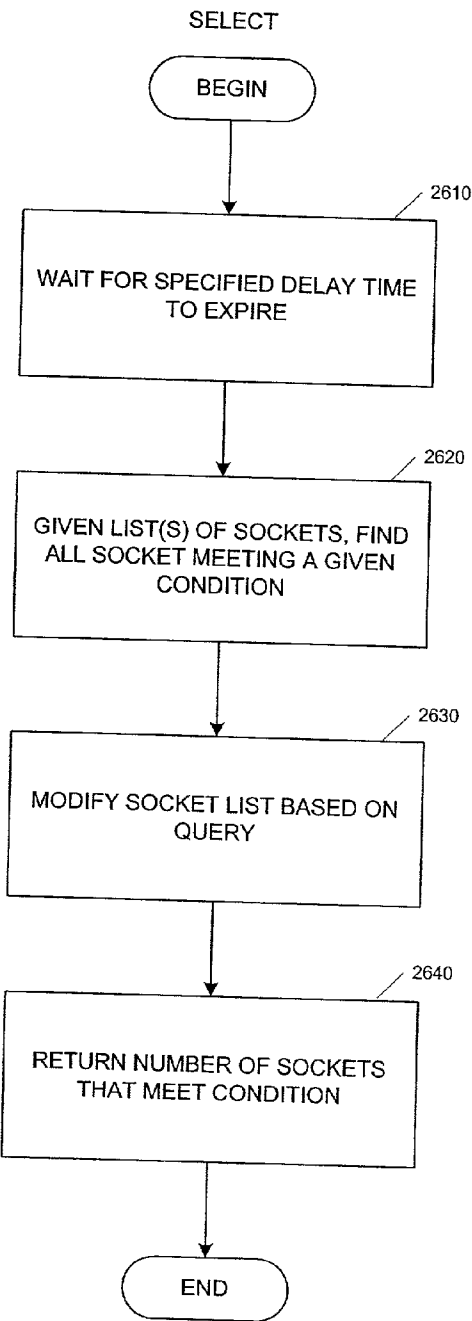 SELECT
BEGIN
2610
WAIT FOR SPECIFIED DELAY TIME
TO EXPIRE
2620
GIVEN LIST(S) OF SOCKETS, FIND
ALL SOCKET MEETING A GIVEN
CONDITION
2630
MODIFY SOCKET LIST BASED ON
QUERY
2640
RETURN NUMBER OF SOCKETS
THAT MEET CONDITION
END